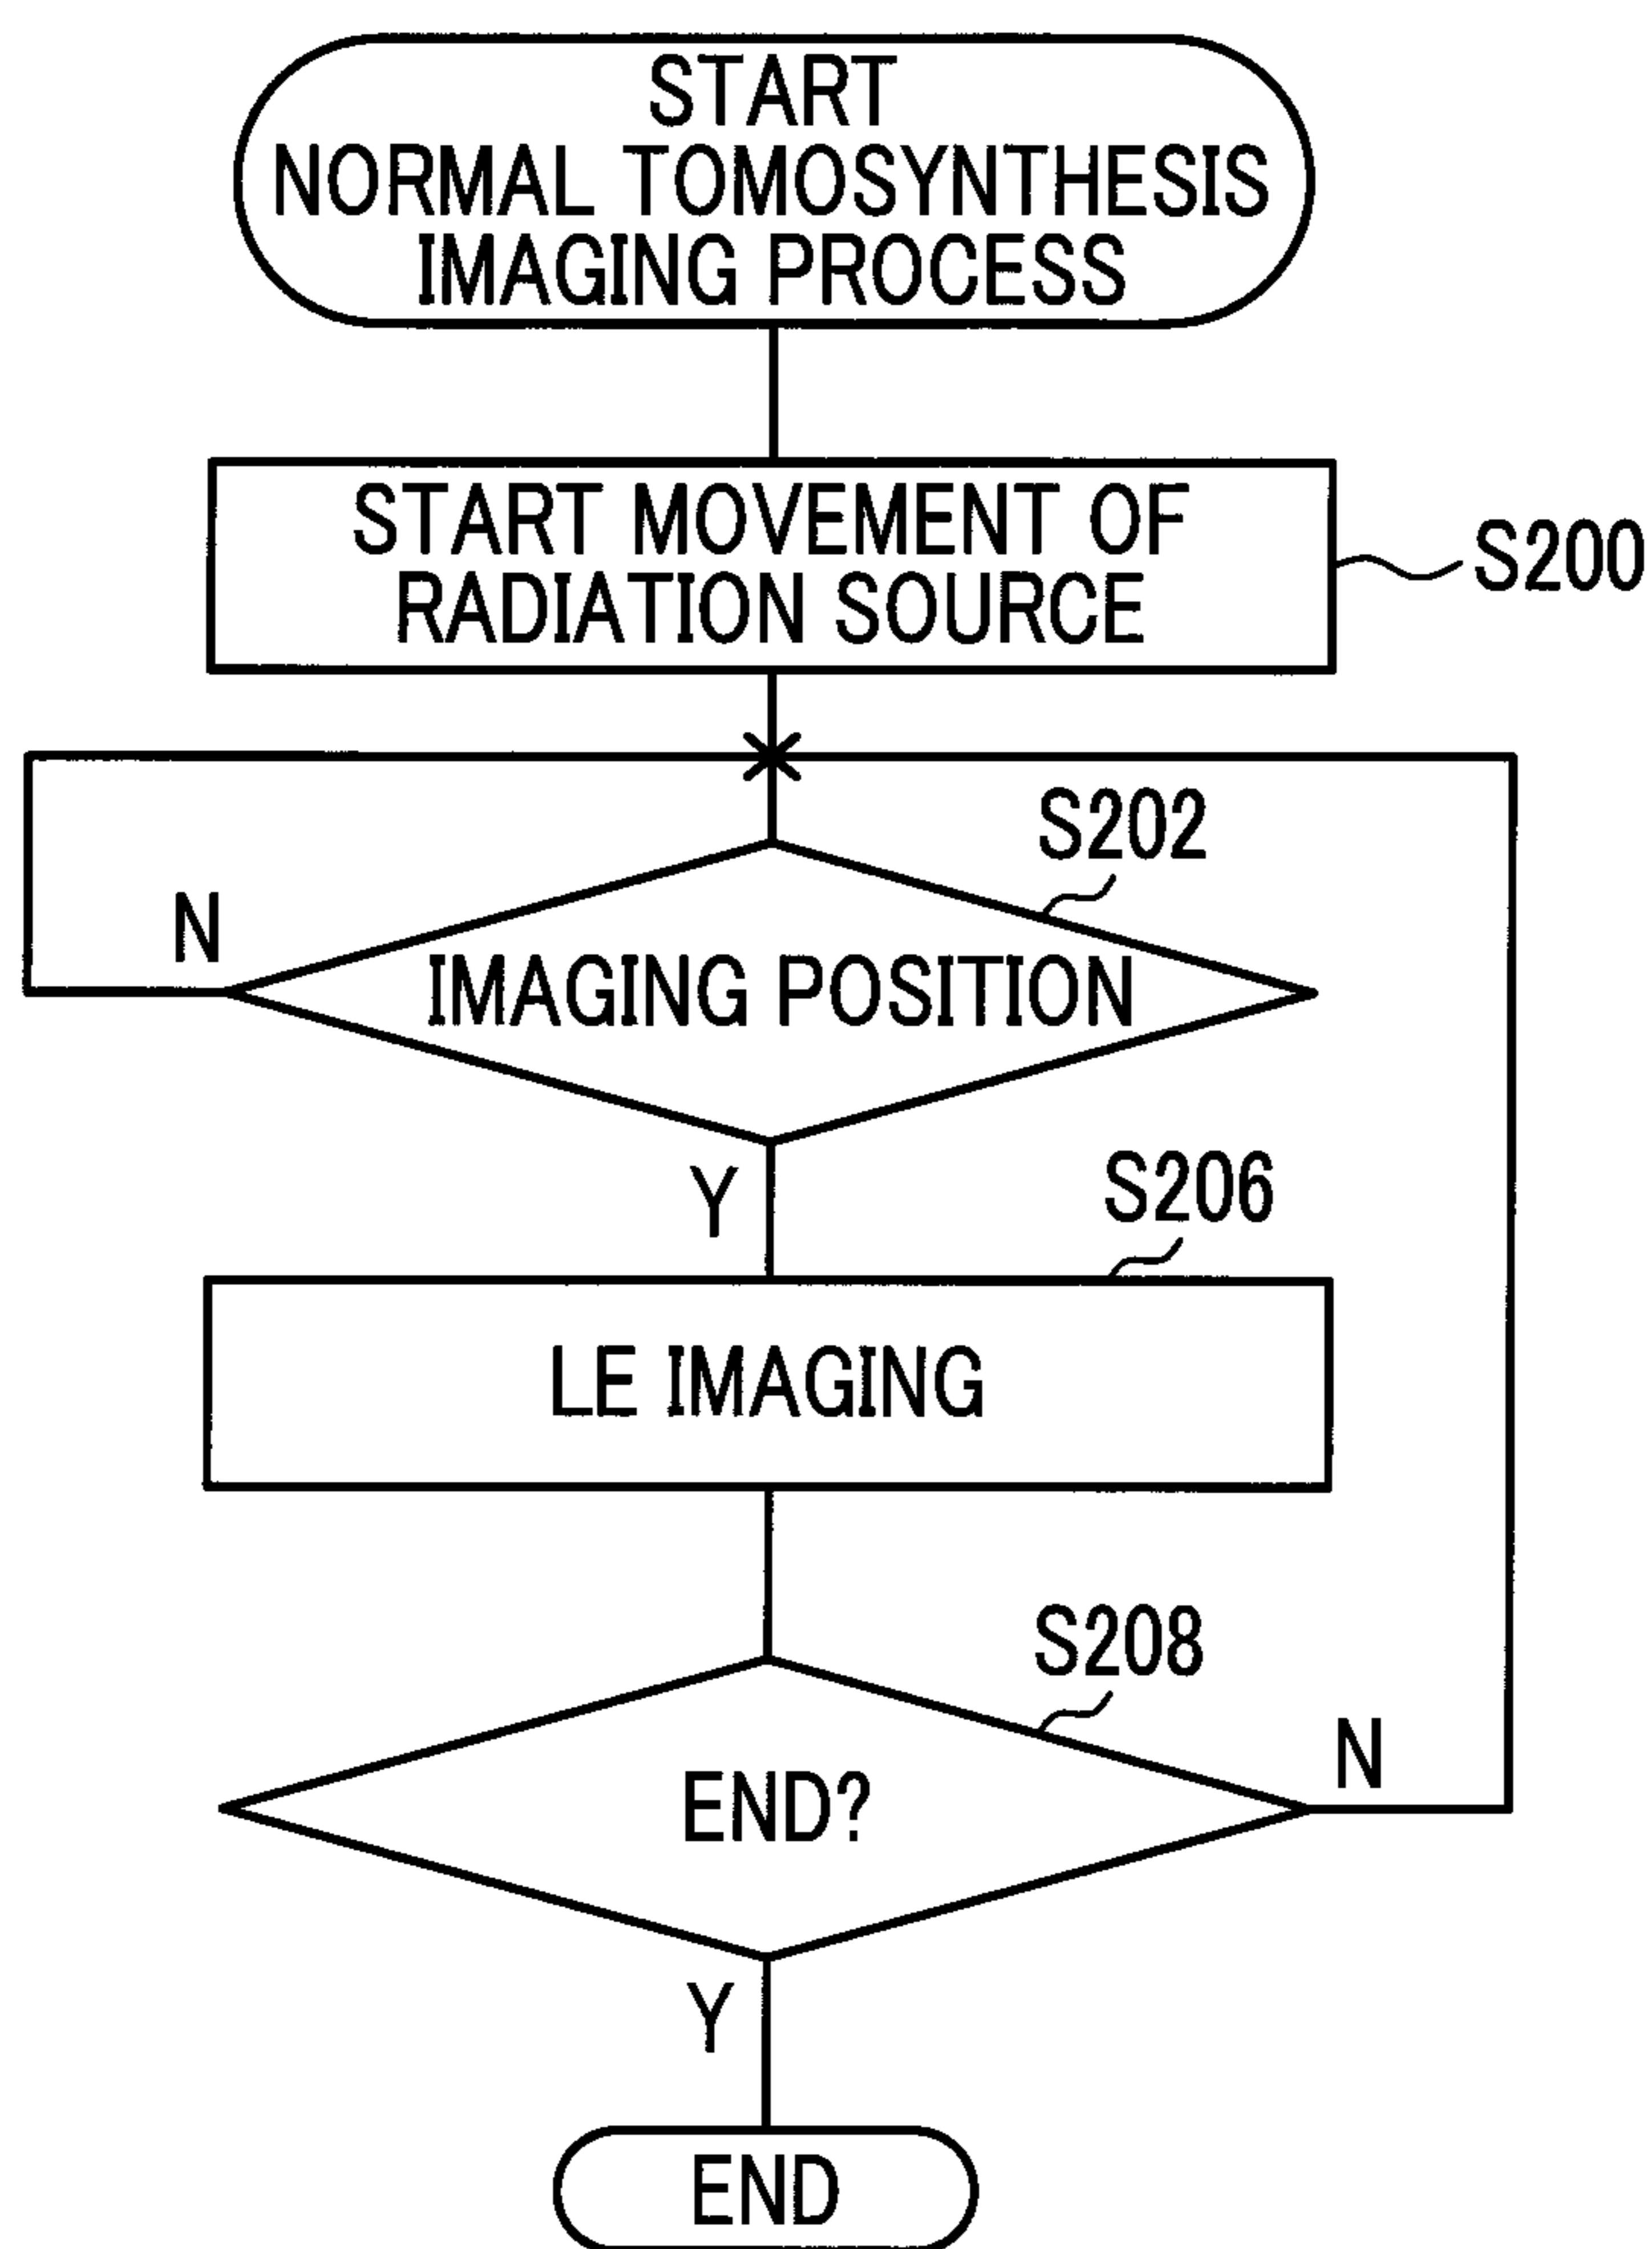 START
NORMAL TOMOSYNTHESIS
IMAGING PROCESS
START MOVEMENT OF
RADIATION SOURCE
S200
S202
N
IMAGING POSITION
Y
S206
LE IMAGING
S208
END?
N
Y
END